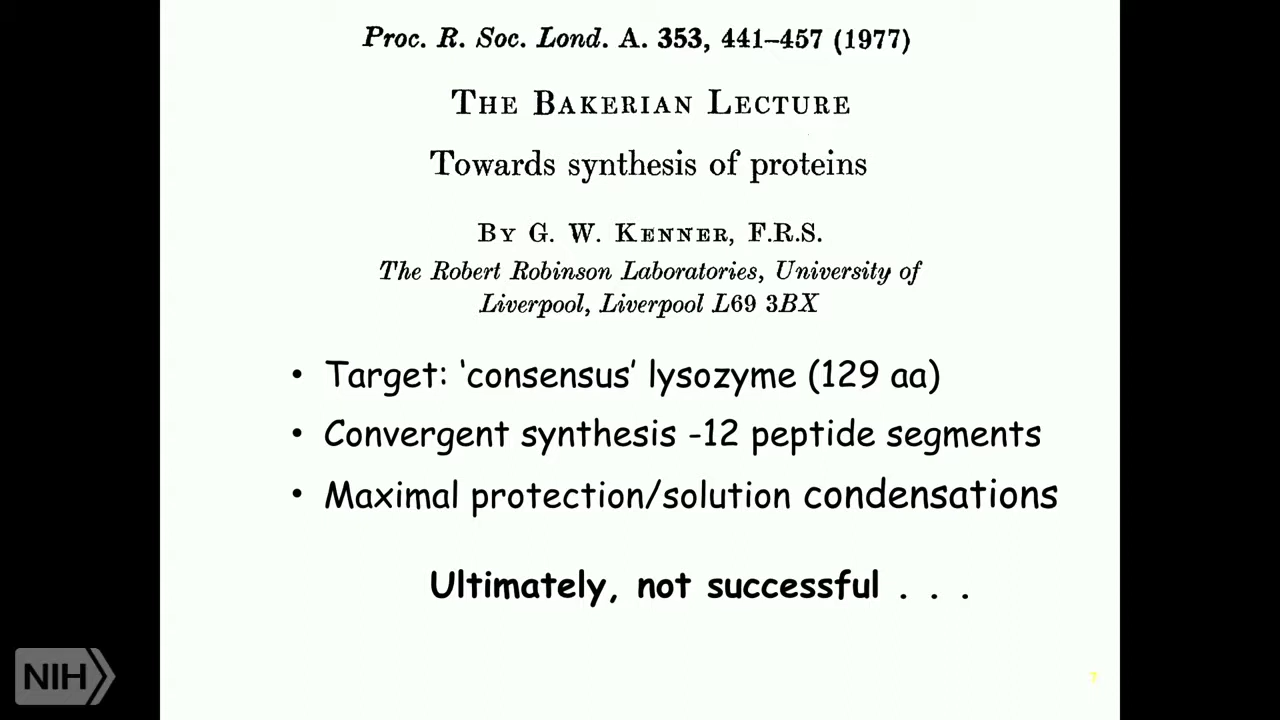 Proc. R. Soc. Lond. A. 353, 441–457 (1977)
THE BAKERIAN LECTURE
Towards synthesis of proteins
BY G. W. KENNER, F.R.S.
The Robert Robinson Laboratories, University of
Liverpool, Liverpool L69 3BX
• Target: ‘consensus’ lysozyme (129 aa)
• Convergent synthesis -12 peptide segments
• Maximal protection/solution condensations
Ultimately, not successful . . .
NIH
7